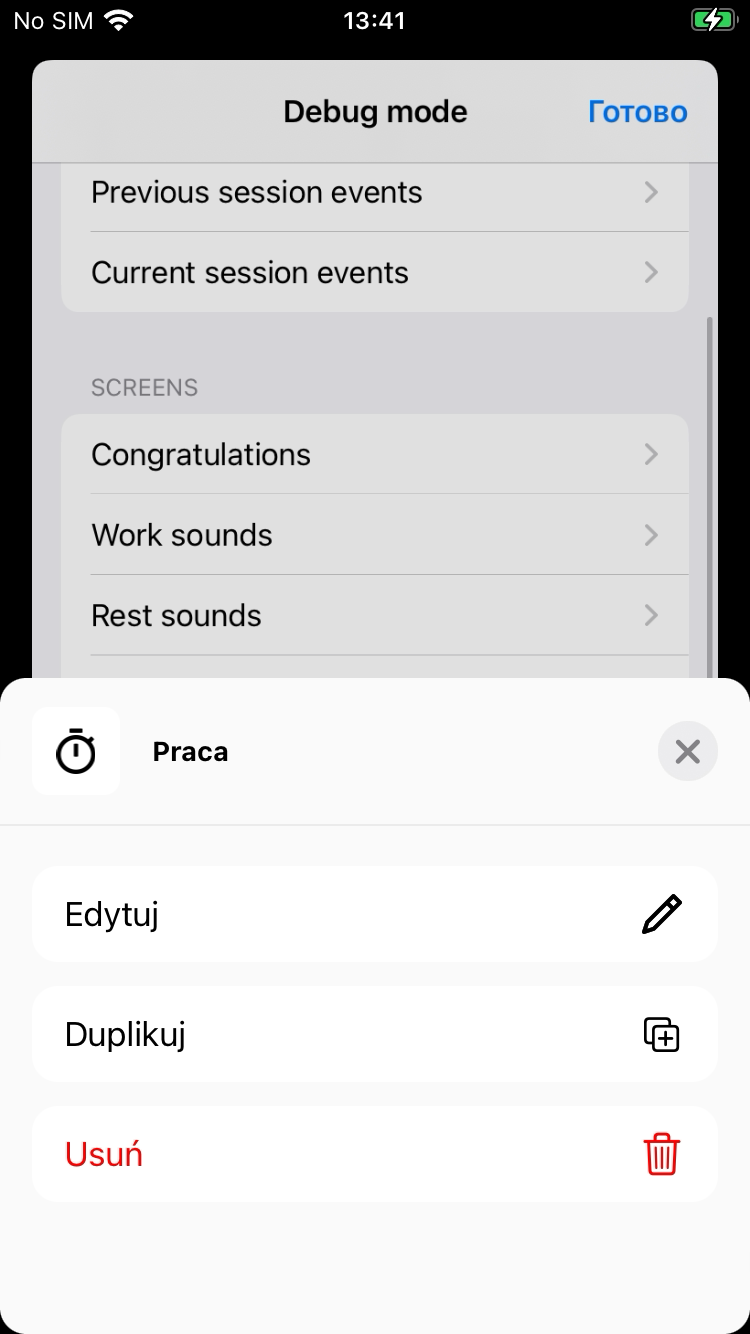 No SIM 13:41
Debug mode Готово
Previous session events
Current session events
SCREENS
Congratulations
Work sounds
Rest sounds
Praca
Edytuj
Duplikuj
Usuń